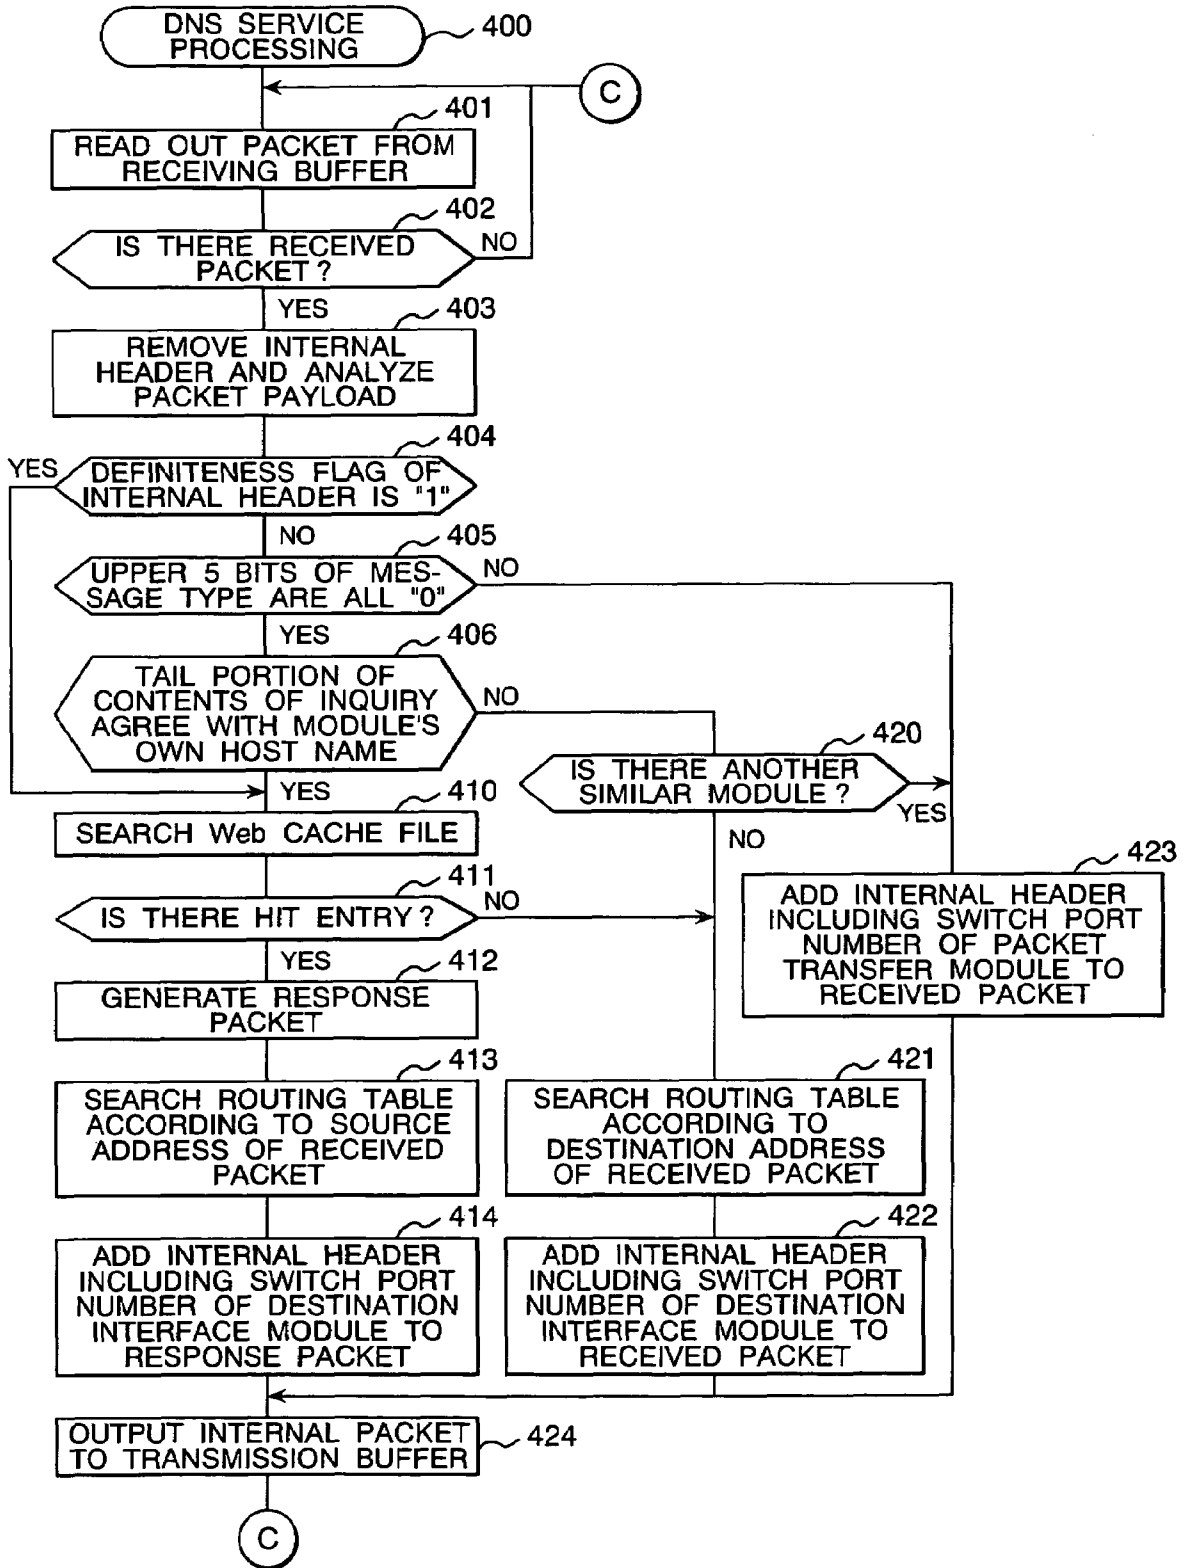 DNS SERVICE
PROCESSING
400
C
401
READ OUT PACKET FROM
RECEIVING BUFFER
402
IS THERE RECEIVED
PACKET ?
NO
YES
403
REMOVE INTERNAL
HEADER AND ANALYZE
PACKET PAYLOAD
404
YES
DEFINITENESS FLAG OF
INTERNAL HEADER IS "1"
NO
405
UPPER 5 BITS OF MES-
SAGE TYPE ARE ALL "0"
NO
YES
406
TAIL PORTION OF
CONTENTS OF INQUIRY
AGREE WITH MODULE'S
OWN HOST NAME
NO
YES
420
IS THERE ANOTHER
SIMILAR MODULE ?
YES
NO
410
SEARCH Web CACHE FILE
411
IS THERE HIT ENTRY ?
NO
YES
423
ADD INTERNAL HEADER
INCLUDING SWITCH PORT
NUMBER OF PACKET
TRANSFER MODULE TO
RECEIVED PACKET
412
GENERATE RESPONSE
PACKET
413
SEARCH ROUTING TABLE
ACCORDING TO SOURCE
ADDRESS OF RECEIVED
PACKET
421
SEARCH ROUTING TABLE
ACCORDING TO
DESTINATION ADDRESS
OF RECEIVED PACKET
414
ADD INTERNAL HEADER
INCLUDING SWITCH PORT
NUMBER OF DESTINATION
INTERFACE MODULE TO
RESPONSE PACKET
422
ADD INTERNAL HEADER
INCLUDING SWITCH PORT
NUMBER OF DESTINATION
INTERFACE MODULE TO
RECEIVED PACKET
OUTPUT INTERNAL PACKET
TO TRANSMISSION BUFFER
424
C